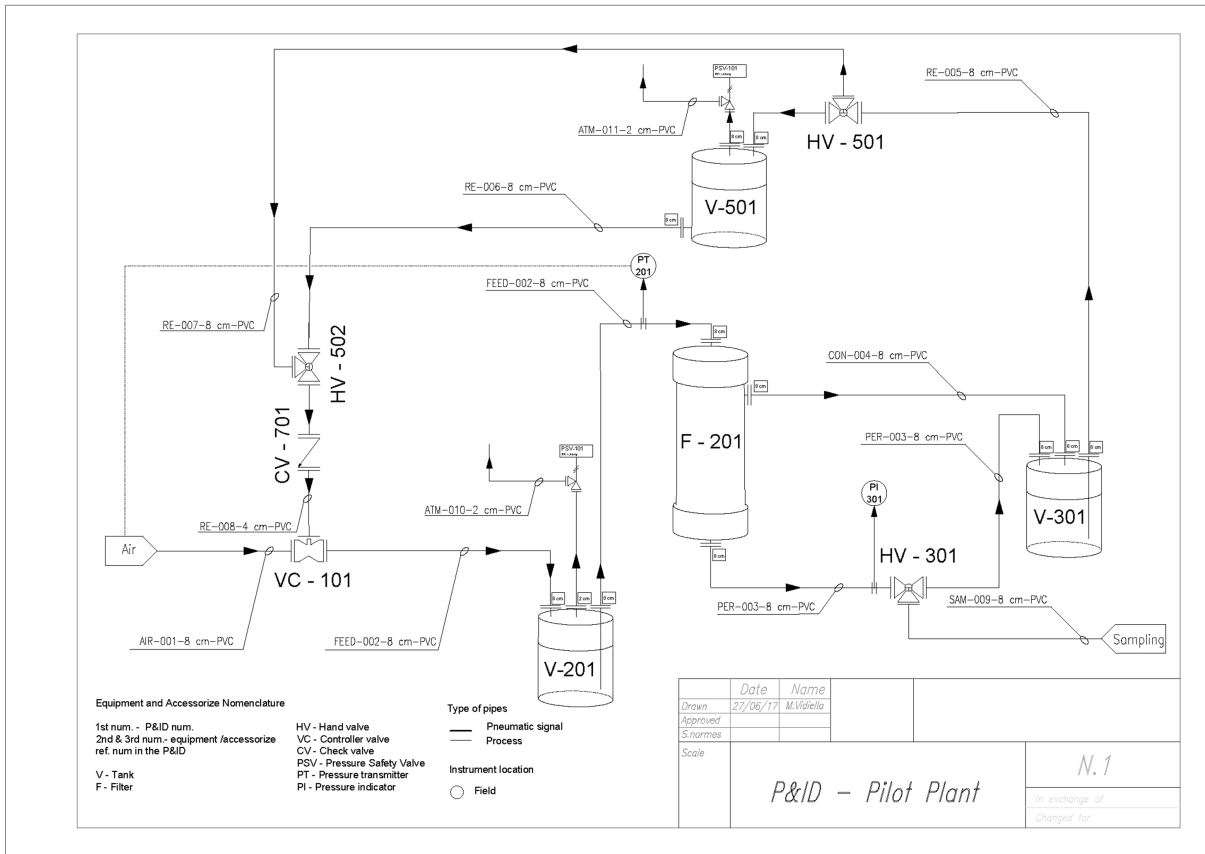 RE-005-8 cm-PVC
PSV-101
ATM-011-2 cm-PVC
8 cm
8 cm
HV - 501
V-501
RE-006-8 cm-PVC
8 cm
PT
201
FEED-002-8 cm-PVC
RE-007-8 cm-PVC
HV - 502
8 cm
CON-004-8 cm-PVC
8 cm
CV - 701
F - 201
PER-003-8 cm-PVC
8 cm
8 cm
8 cm
PSV-101
ATM-010-2 cm-PVC
PI
301
V-301
RE-008-4 cm-PVC
Air
VC - 101
8 cm
HV - 301
8 cm
2 cm
8 cm
PER-003-8 cm-PVC
SAM-009-8 cm-PVC
AIR-001-8 cm-PVC
FEED-002-8 cm-PVC
Sampling
V-201
Equipment and Accessorize Nomenclature
1st num. - P&ID num.
2nd & 3rd num.- equipment /accessorize
ref. num in the P&ID
V - Tank
F - Filter
HV - Hand valve
VC - Controller valve
CV - Check valve
PSV - Pressure Safety Valve
PT - Pressure transmitter
PI - Pressure indicator
Type of pipes
Pneumatic signal
Process
Instrument location
Field
Date Name
Drawn 27/06/17 M.Vidiella
Approved
S.normes
Scale
P&ID - Pilot Plant
N.1
In exchange of
Changed for